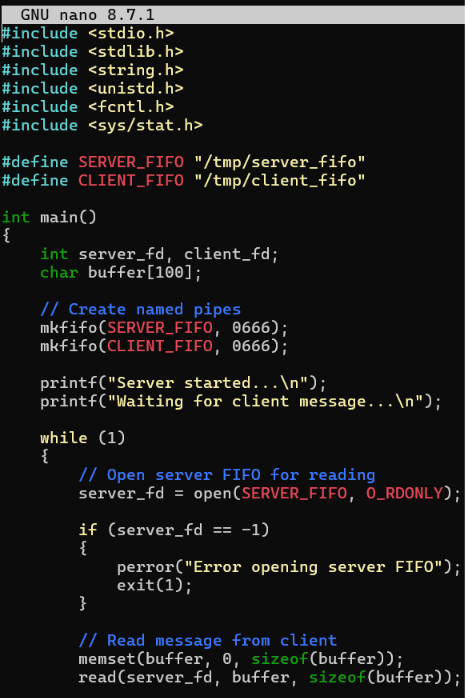 GNU nano 8.7.1
#include <stdio.h>
#include <stdlib.h>
#include <string.h>
#include <unistd.h>
#include <fcntl.h>
#include <sys/stat.h>

#define SERVER_FIFO "/tmp/server_fifo"
#define CLIENT_FIFO "/tmp/client_fifo"

int main()
{
    int server_fd, client_fd;
    char buffer[100];

    // Create named pipes
    mkfifo(SERVER_FIFO, 0666);
    mkfifo(CLIENT_FIFO, 0666);

    printf("Server started...\n");
    printf("Waiting for client message...\n");

    while (1)
    {
        // Open server FIFO for reading
        server_fd = open(SERVER_FIFO, O_RDONLY);

        if (server_fd == -1)
        {
            perror("Error opening server FIFO");
            exit(1);
        }

        // Read message from client
        memset(buffer, 0, sizeof(buffer));
        read(server_fd, buffer, sizeof(buffer));